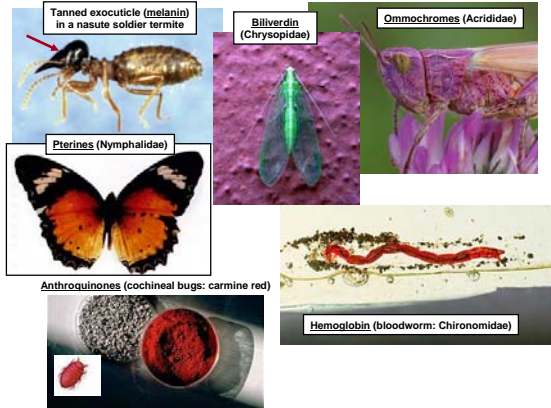 Tanned exocuticle (melanin)
in a nasute soldier termite
Biliverdin
(Chrysopidae)
Ommochromes (Acrididae)
Pterines (Nymphalidae)
Anthroquinones (cochineal bugs: carmine red)
Hemoglobin (bloodworm: Chironomidae)